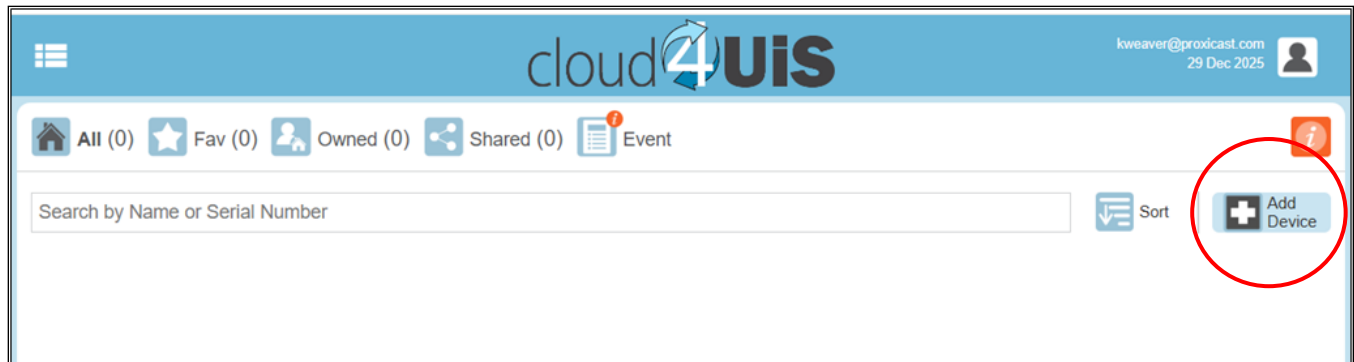 cloud4UiS
kweaver@proxicast.com
29 Dec 2025
All (0) Fav (0) Owned (0) Shared (0) i Event i
Search by Name or Serial Number
Sort
Add
Device